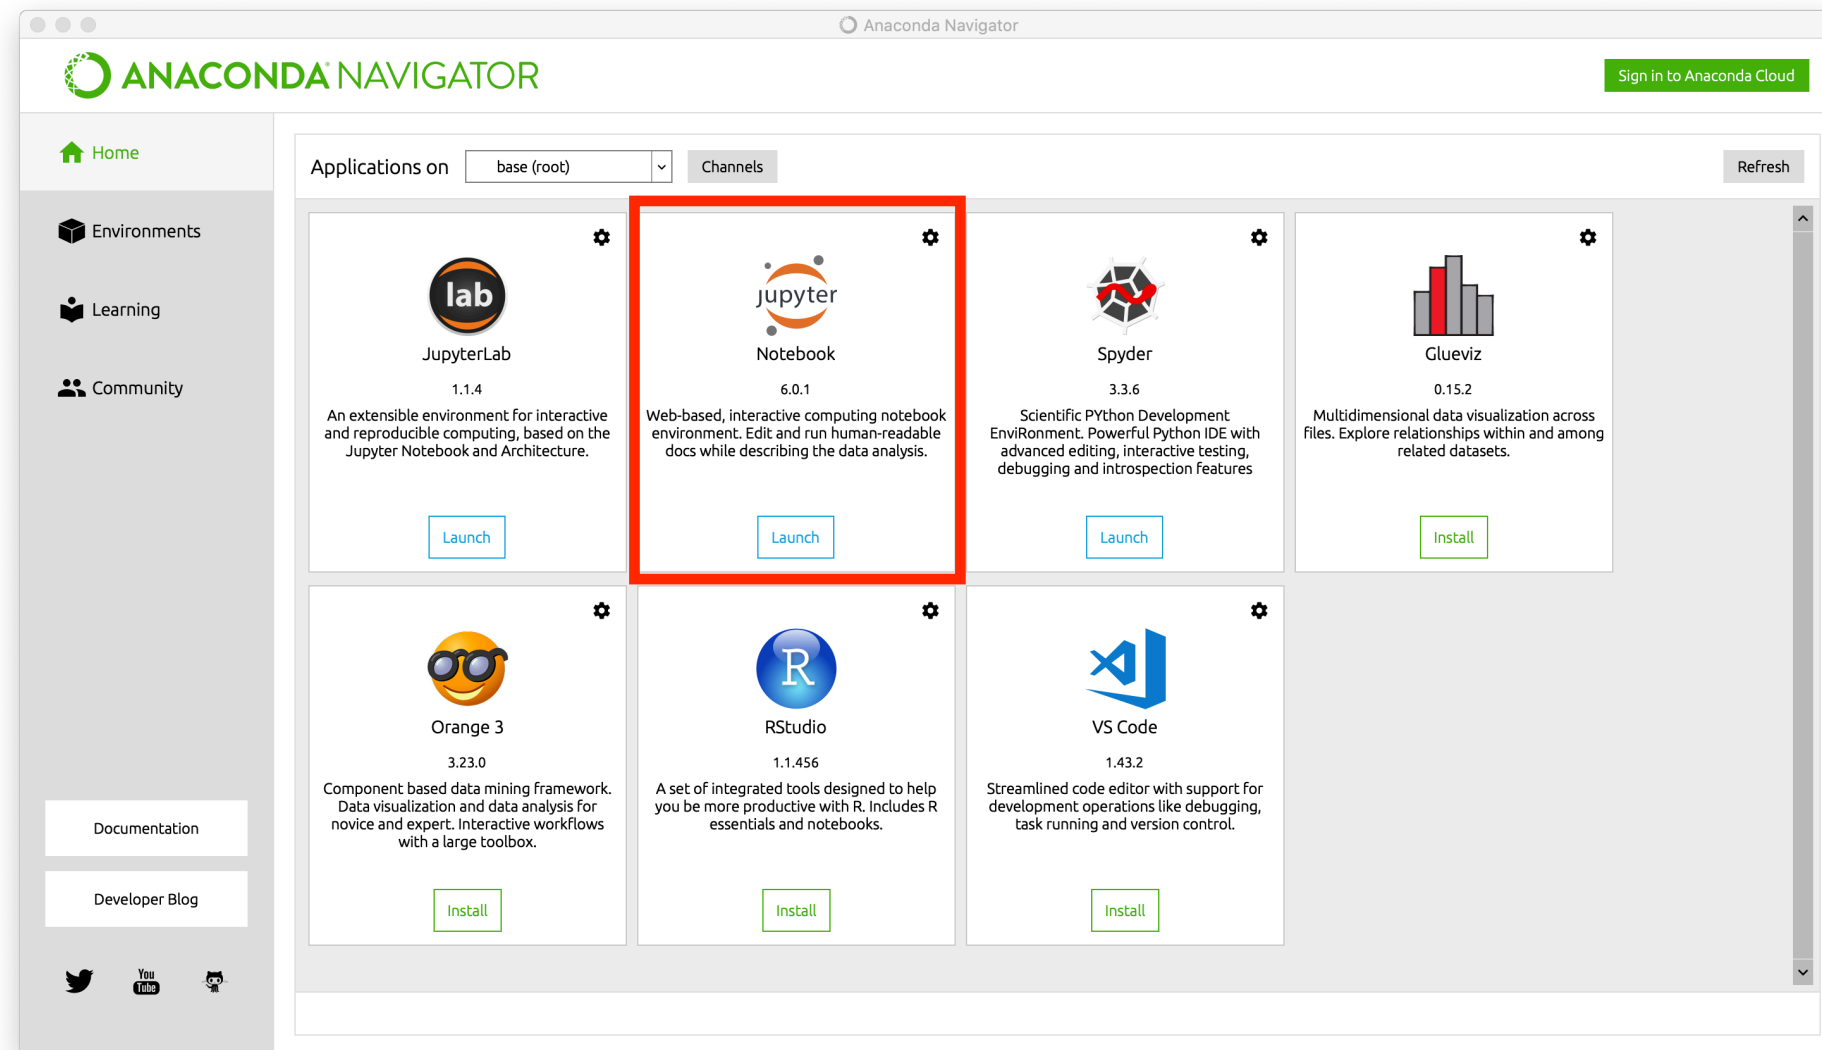 Anaconda Navigator
ANACONDA NAVIGATOR
Sign in to Anaconda Cloud
Home
Environments
Learning
Community
Documentation
Developer Blog
You
Tube
Applications on
base (root)
Channels
Refresh
lab
JupyterLab
1.1.4
An extensible environment for interactive
and reproducible computing, based on the
Jupyter Notebook and Architecture.
Launch
jupyter
Notebook
6.0.1
Web-based, interactive computing notebook
environment. Edit and run human-readable
docs while describing the data analysis.
Launch
Spyder
3.3.6
Scientific PYthon Development
EnviRonment. Powerful Python IDE with
advanced editing, interactive testing,
debugging and introspection features
Launch
Glueviz
0.15.2
Multidimensional data visualization across
files. Explore relationships within and among
related datasets.
Install
Orange 3
3.23.0
Component based data mining framework.
Data visualization and data analysis for
novice and expert. Interactive workflows
with a large toolbox.
Install
R
RStudio
1.1.456
A set of integrated tools designed to help
you be more productive with R. Includes R
essentials and notebooks.
Install
VS Code
1.43.2
Streamlined code editor with support for
development operations like debugging,
task running and version control.
Install